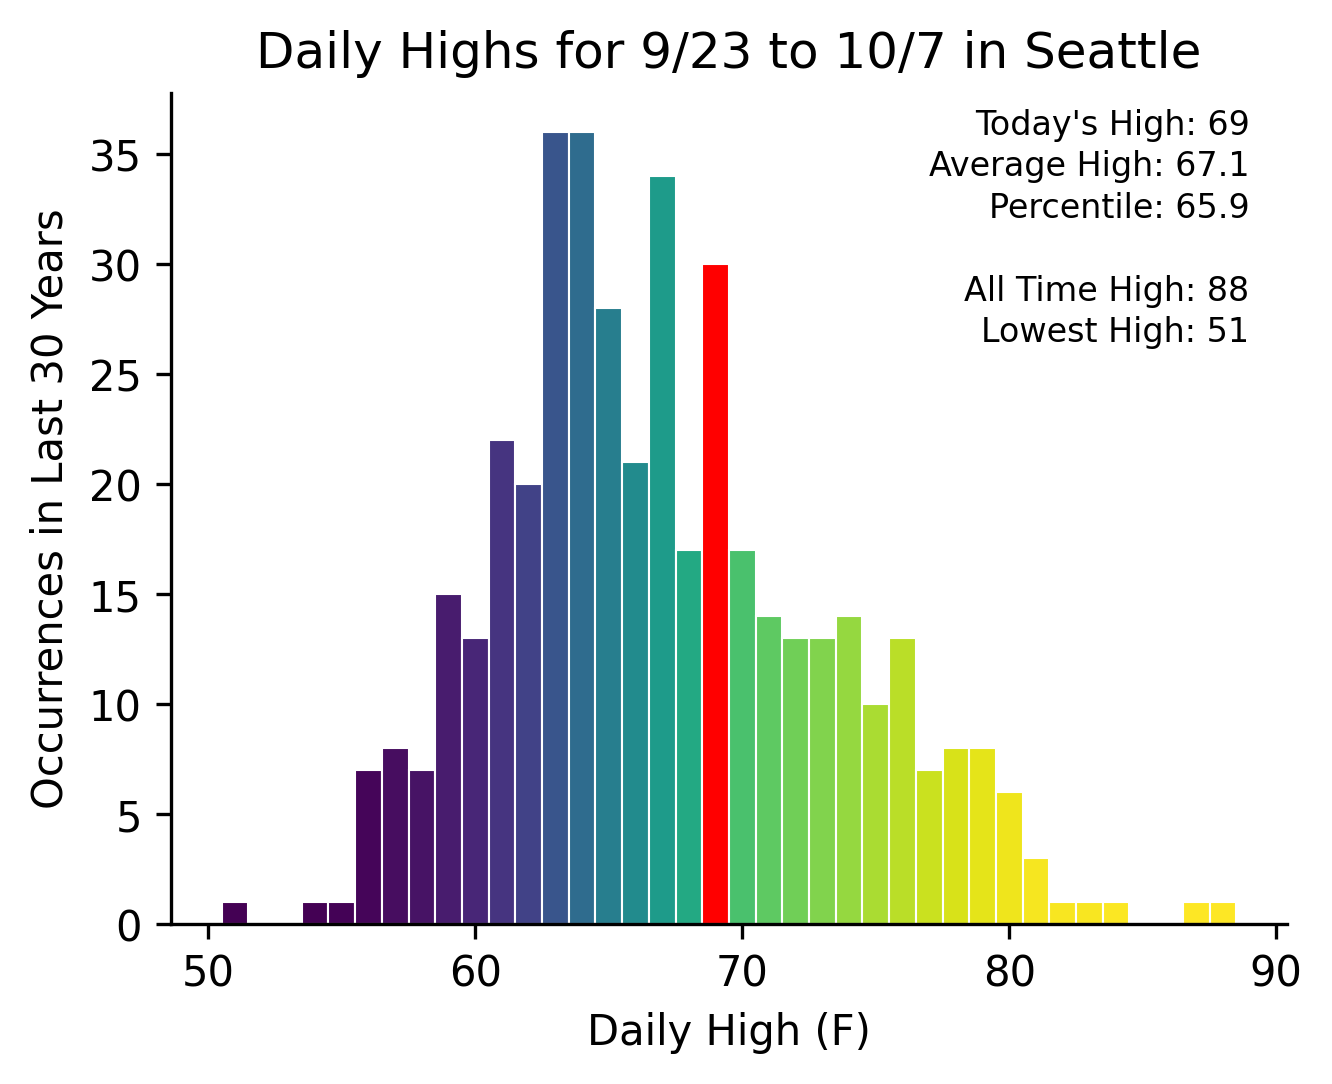 Daily Highs for 9/23 to 10/7 in Seattle
Today's High: 69
Average High: 67.1
Percentile: 65.9
All Time High: 88
Lowest High: 51
Occurrences in Last 30 Years
35
30
25
20
15
10
5
0
50 60 70 80 90
Daily High (F)